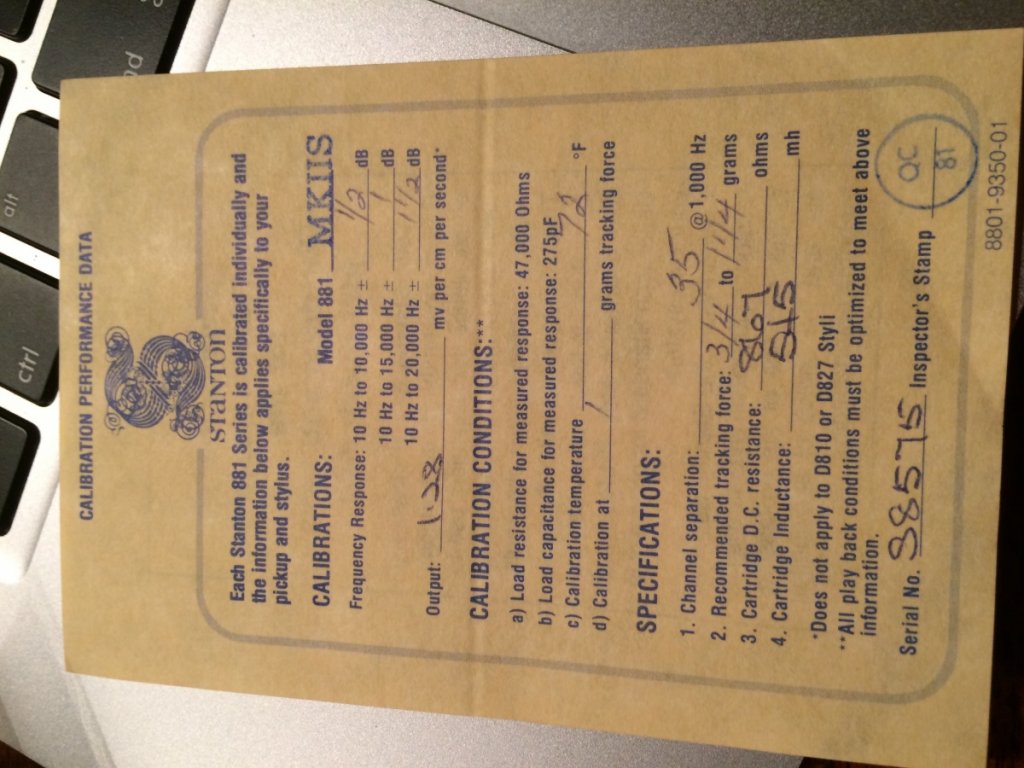 CALIBRATION PERFORMANCE DATA
STANTON
Each Stanton 881 Series is calibrated individually and
the information below applies specifically to your
pickup and stylus.
CALIBRATIONS: Model 881 MKIIS
Frequency Response: 10 Hz to 10,000 Hz ± 1/2 dB
10 Hz to 15,000 Hz ± 1 dB
10 Hz to 20,000 Hz ± 1 1/2 dB
Output: 1.28 mv per cm per second*
CALIBRATION CONDITIONS:**
a) Load resistance for measured response: 47,000 Ohms
b) Load capacitance for measured response: 275pF
c) Calibration temperature 72 °F
d) Calibration at 1 grams tracking force
SPECIFICATIONS:
1. Channel separation: 35 @1,000 Hz
2. Recommended tracking force: 3/4 to 1 1/4 grams
3. Cartridge D.C. resistance: 867 ohms
4. Cartridge Inductance: 515 mh
*Does not apply to D810 or D827 Styli
**All play back conditions must be optimized to meet above
information.
Serial No. 38575 Inspector's Stamp QC
81
8801-9350-01
alt
ctrl